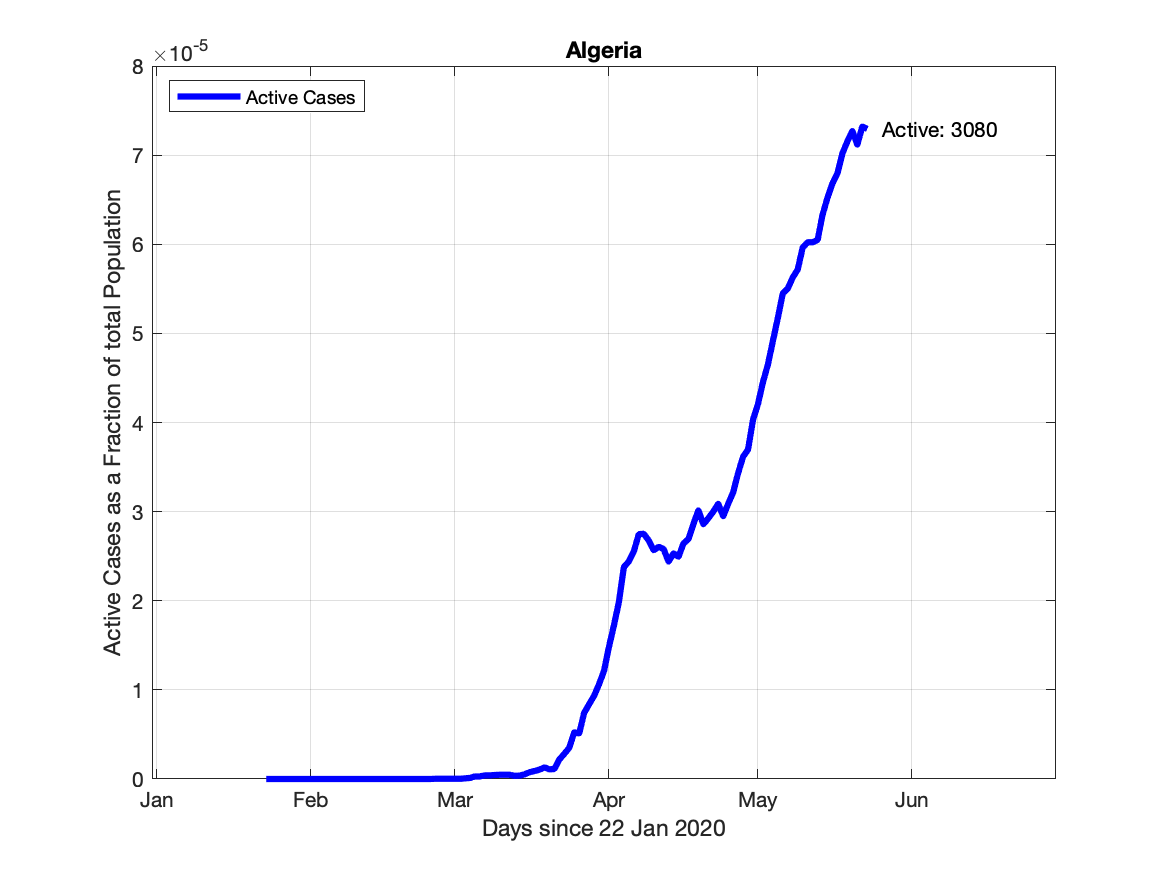 Algeria
×10^-5
Active Cases
Active: 3080
8
7
6
5
4
3
2
1
0
Active Cases as a Fraction of total Population
Jan Feb Mar Apr May Jun
Days since 22 Jan 2020